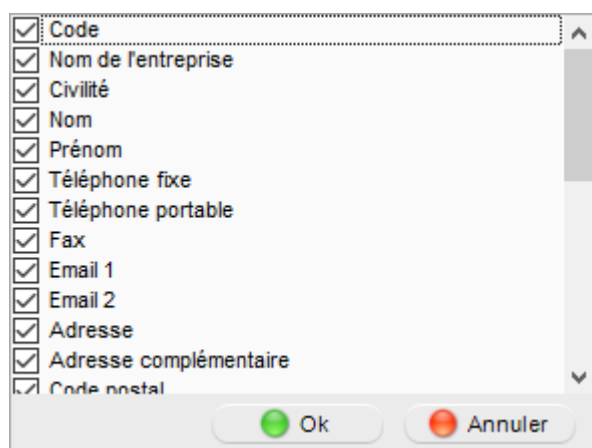 Code
Nom de l'entreprise
Civilité
Nom
Prénom
Téléphone fixe
Téléphone portable
Fax
Email 1
Email 2
Adresse
Adresse complémentaire
Code postal
Ok Annuler